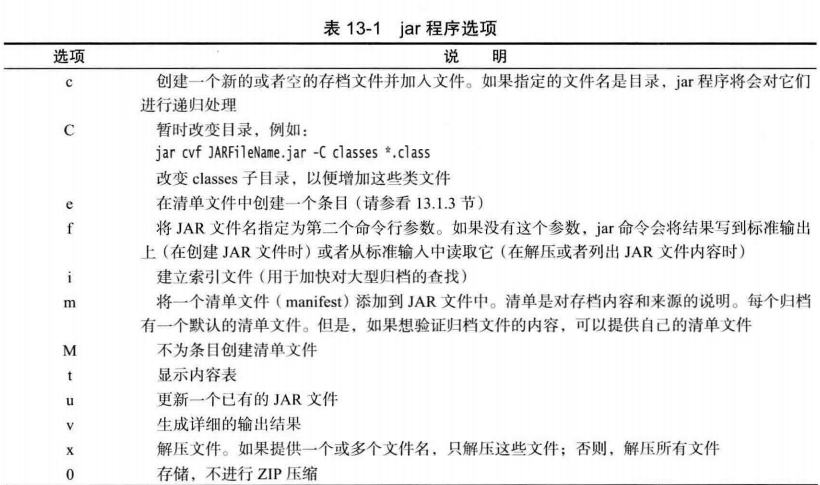 表 13-1 jar 程序选项
选项 说 明
c 创建一个新的或者空的存档文件并加入文件。如果指定的文件名是目录，jar 程序将会对它们
进行递归处理
C 暂时改变目录，例如：
jar cvf JARFileName.jar -C classes *.class
改变 classes 子目录，以便增加这些类文件
e 在清单文件中创建一个条目（请参看 13.1.3 节）
f 将 JAR 文件名指定为第二个命令行参数。如果没有这个参数，jar 命令会将结果写到标准输出
上（在创建 JAR 文件时）或者从标准输入中读取它（在解压或者列出 JAR 文件内容时）
i 建立索引文件（用于加快对大型归档的查找）
m 将一个清单文件（manifest）添加到 JAR 文件中。清单是对存档内容和来源的说明。每个归档
有一个默认的清单文件。但是，如果想验证归档文件的内容，可以提供自己的清单文件
M 不为条目创建清单文件
t 显示内容表
u 更新一个已有的 JAR 文件
v 生成详细的输出结果
x 解压文件。如果提供一个或多个文件名，只解压这些文件；否则，解压所有文件
0 存储，不进行 ZIP 压缩